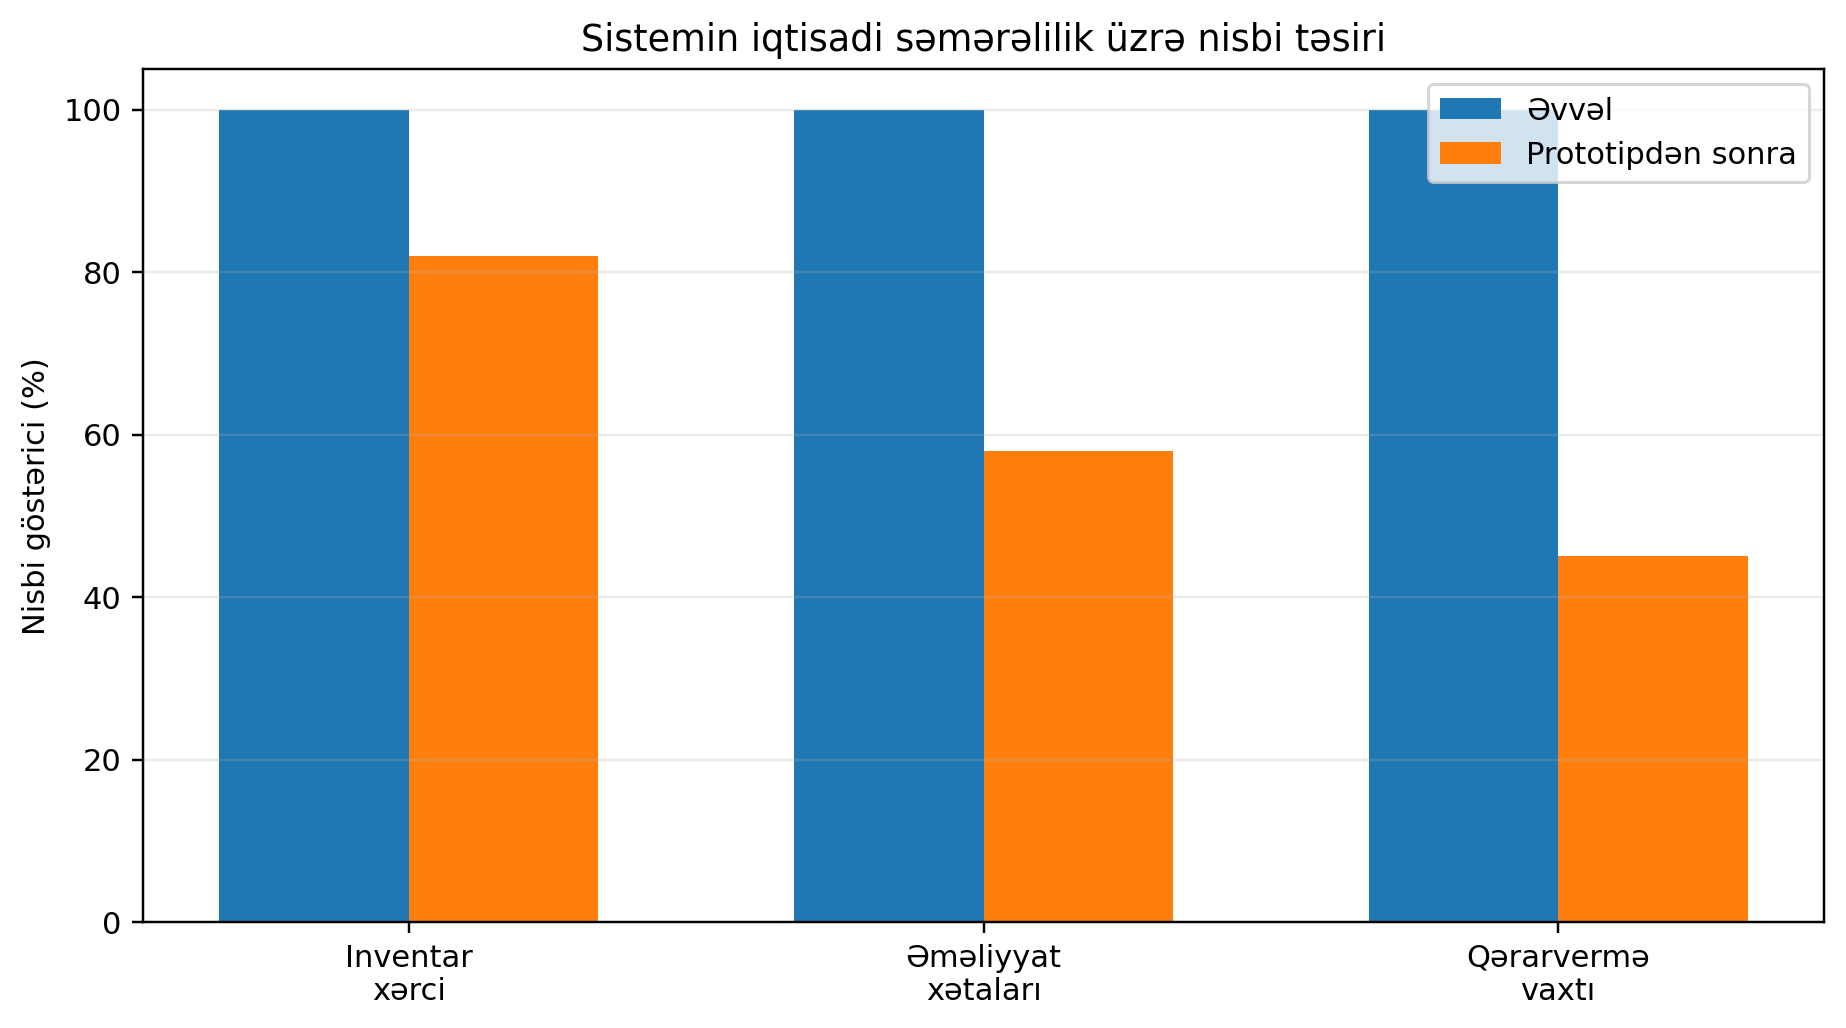 Sistemin iqtisadi səmərəlilik üzrə nisbi təsiri
Əvvəl
Prototipdən sonra
Nisbi göstərici (%)
100
80
60
40
20
0
Inventar
xərci
Əməliyyat
xətaları
Qərarvermə
vaxtı